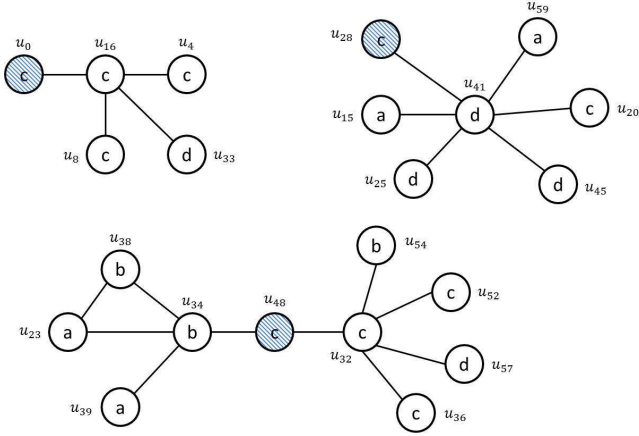 u₀ u₁₆ u₄
c c c
u₈ c d u₃₃
u₅₉
u₂₈ c a
u₄₁
u₁₅ a d c u₂₀
u₂₅ d d u₄₅
u₃₈
b
u₃₄ u₄₈
u₂₃ a b c c
u₃₂
u₃₉ a
b u₅₄
c u₅₂
d u₅₇
c u₃₆